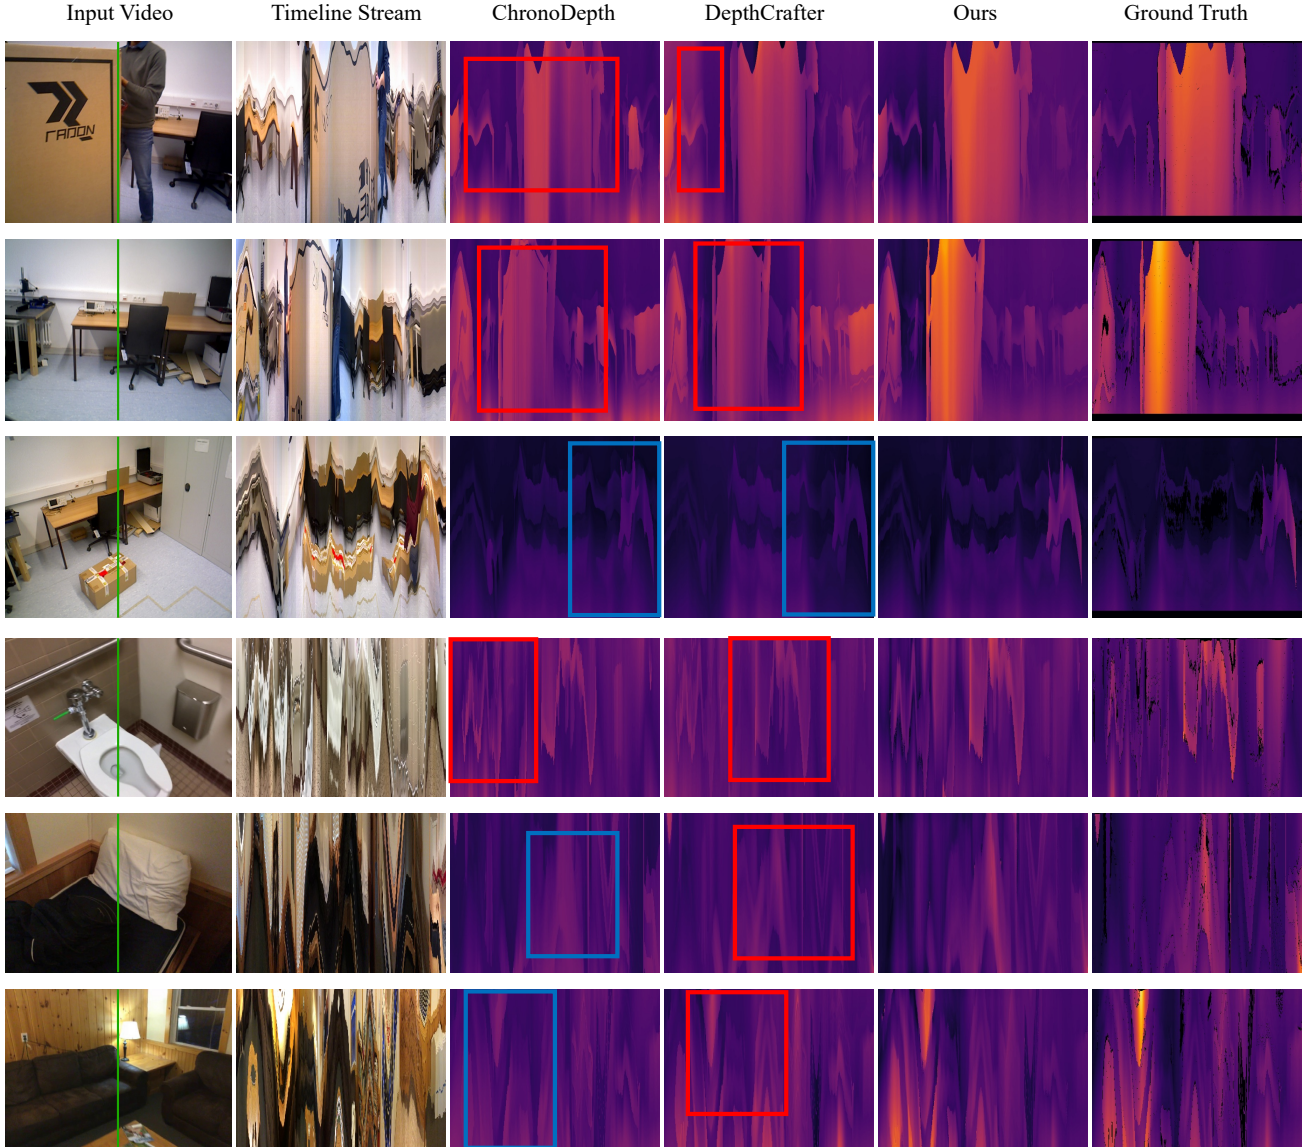 Input Video
Timeline Stream
ChronoDepth
DepthCrafter
Ours
Ground Truth
RADON